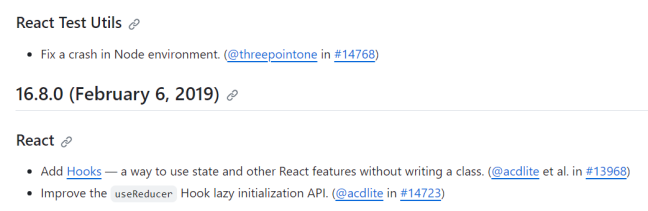 React Test Utils
Fix a crash in Node environment. (@threepointone in #14768)
16.8.0 (February 6, 2019)
React
Add Hooks — a way to use state and other React features without writing a class. (@acdlite et al. in #13968)
Improve the useReducer Hook lazy initialization API. (@acdlite in #14723)